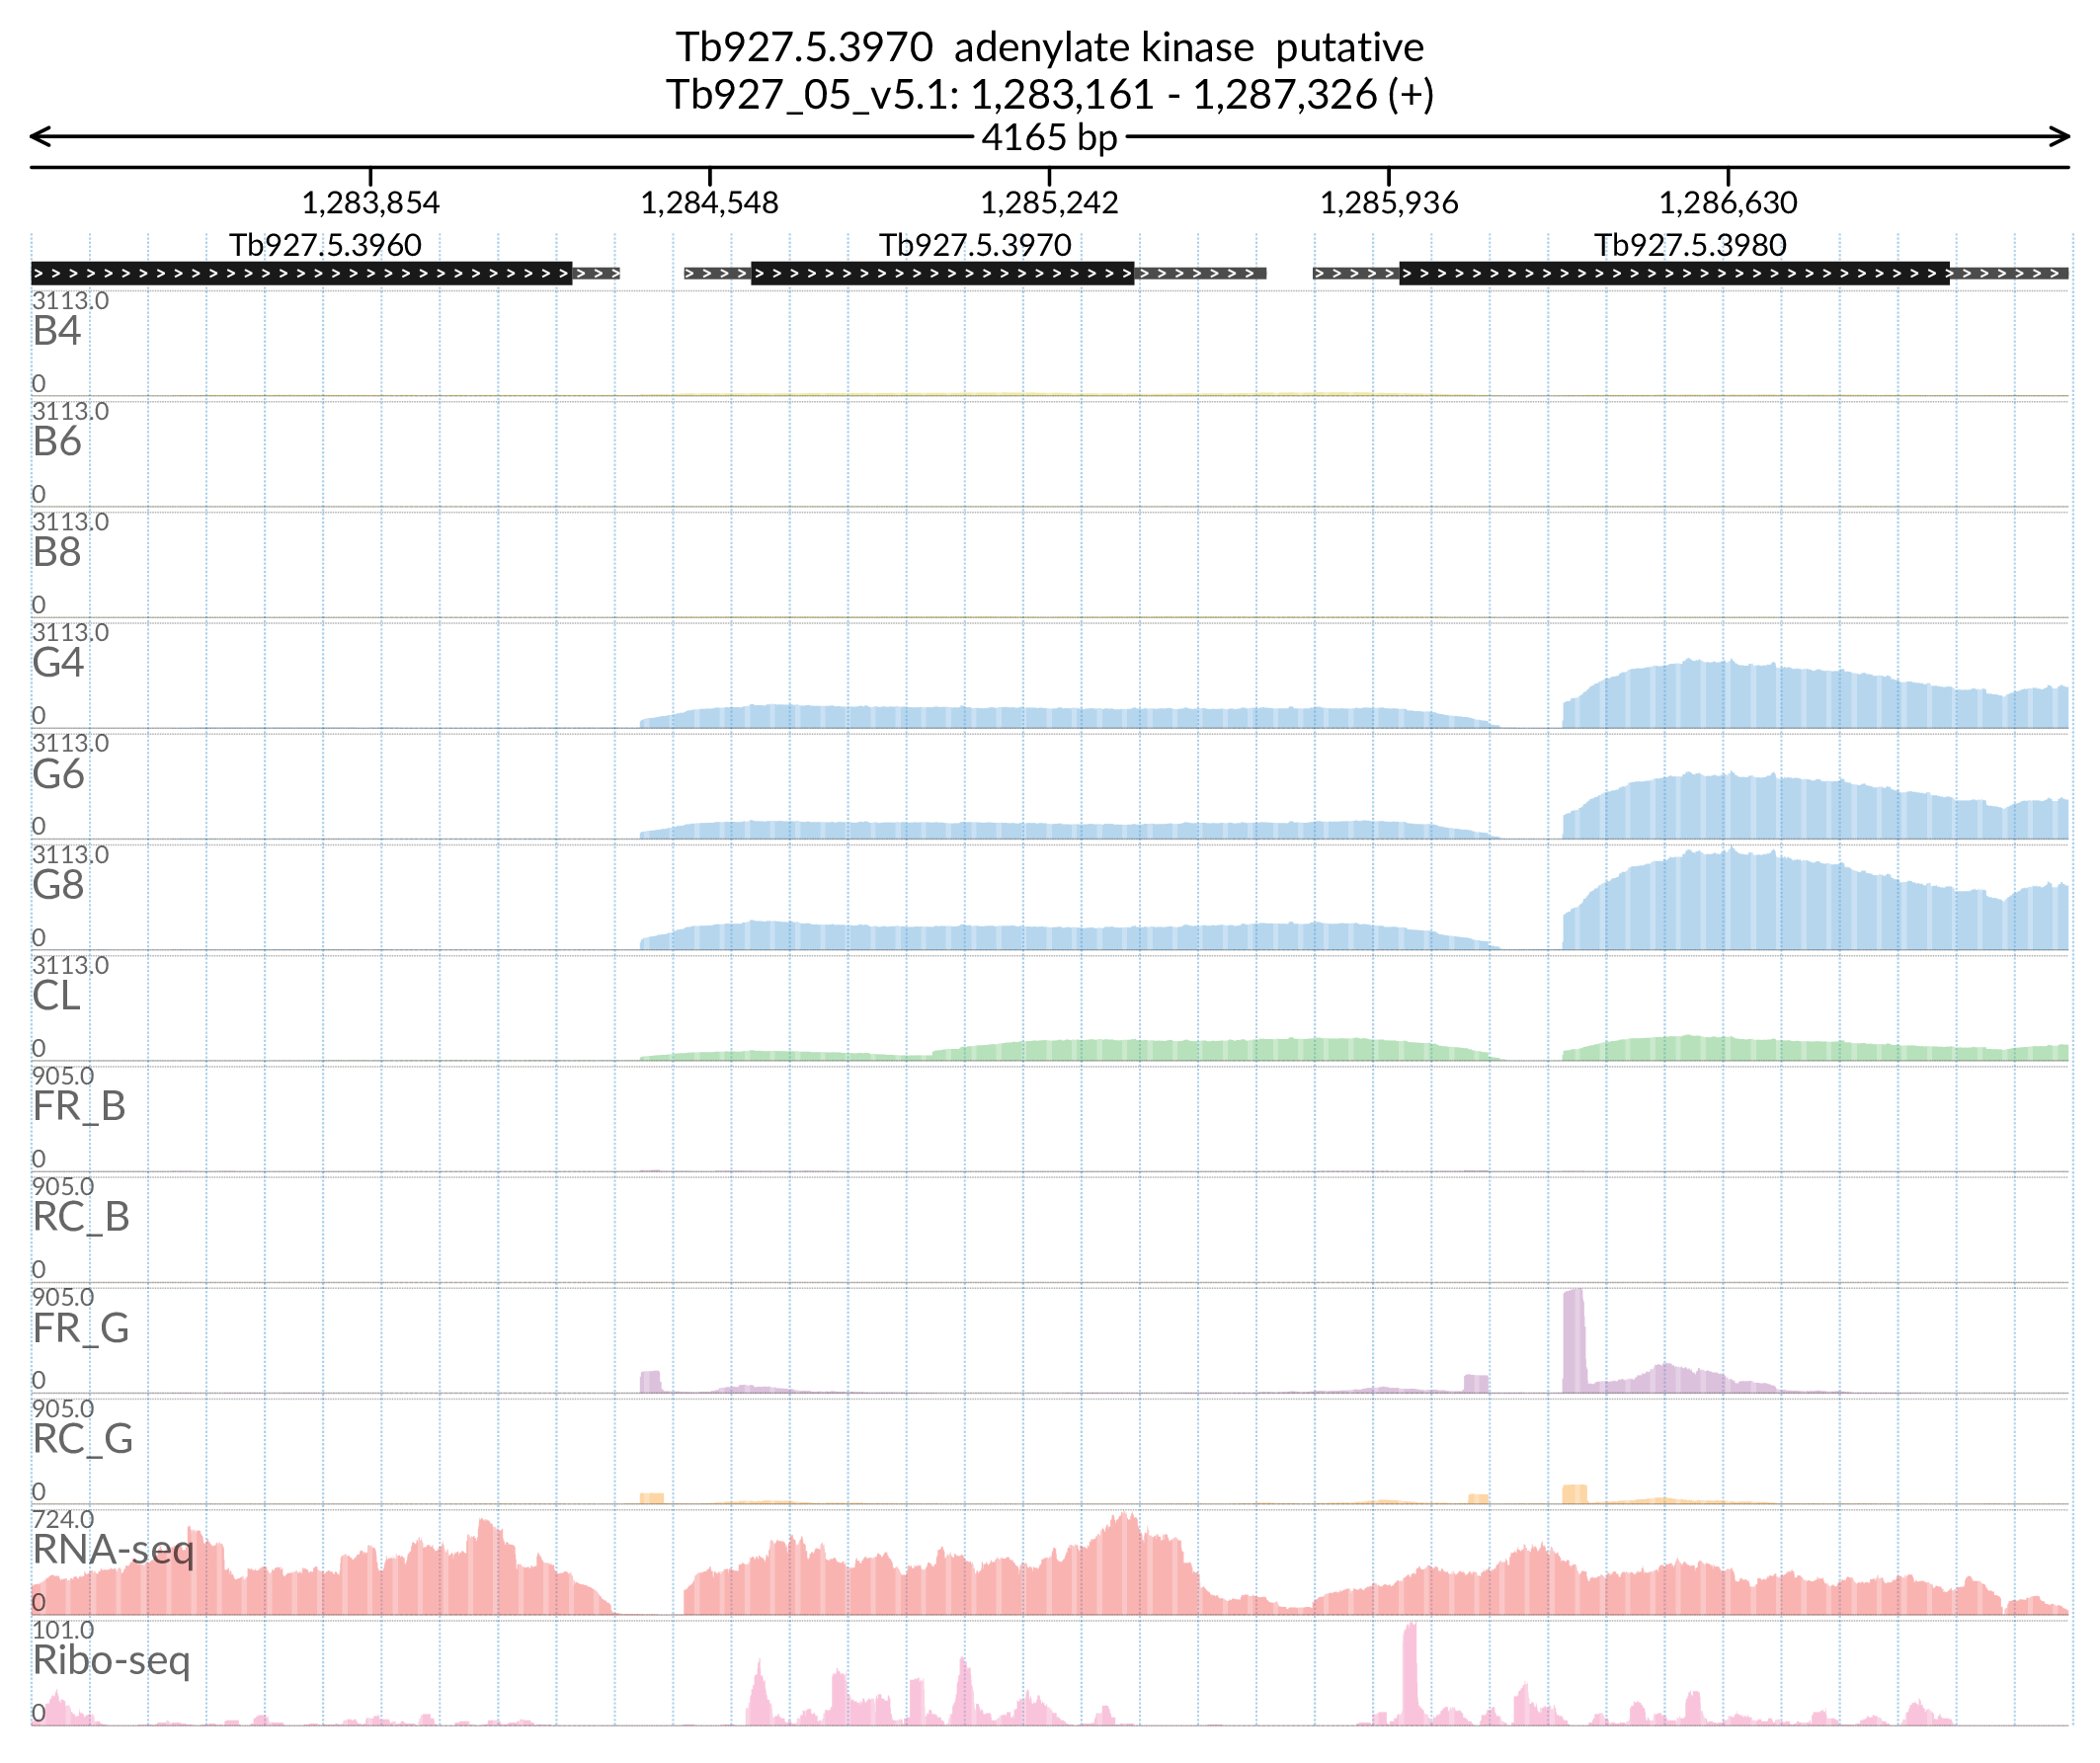 Tb927.5.3970  adenylate kinase  putative
Tb927_05_v5.1: 1,283,161 - 1,287,326 (+)
4165 bp
1,283,854 1,284,548 1,285,242 1,285,936 1,286,630
Tb927.5.3960 Tb927.5.3970 Tb927.5.3980
3113.0
B4
0
3113.0
B6
0
3113.0
B8
0
3113.0
G4
0
3113.0
G6
0
3113.0
G8
0
3113.0
CL
0
905.0
FR_B
0
905.0
RC_B
0
905.0
FR_G
0
905.0
RC_G
0
724.0
RNA-seq
0
101.0
Ribo-seq
0